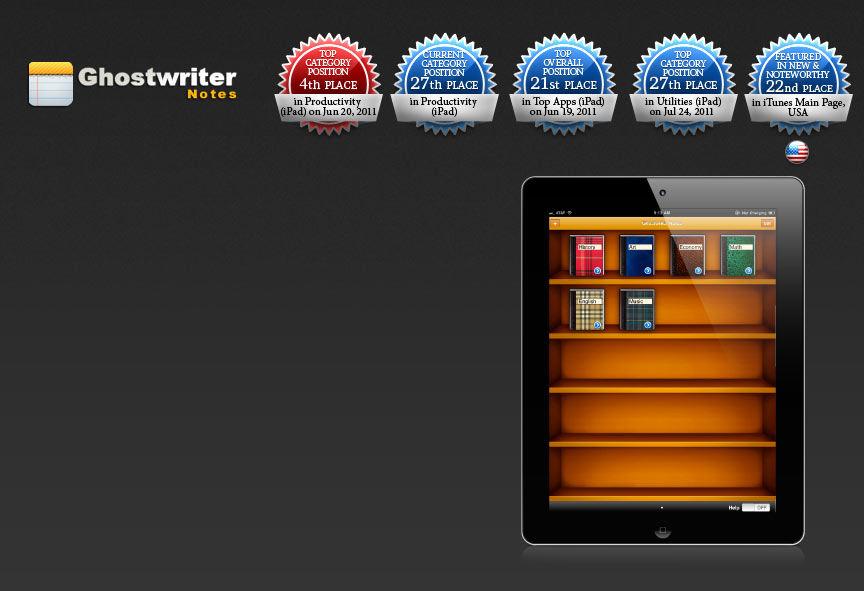 Ghostwriter
Notes
TOP
CATEGORY
POSITION
4th PLACE
in Productivity
(iPad) on Jun 20, 2011
CURRENT
CATEGORY
POSITION
27th PLACE
in Productivity
(iPad)
TOP
OVERALL
POSITION
21st PLACE
in Top Apps (iPad)
on Jun 19, 2011
TOP
CATEGORY
POSITION
27th PLACE
in Utilities (iPad)
on Jul 24, 2011
FEATURED
IN NEW &
NOTEWORTHY
22nd PLACE
in iTunes Main Page,
USA
AT&T
Not Charging
History
Art
Economy
Math
English
Music
Help OFF